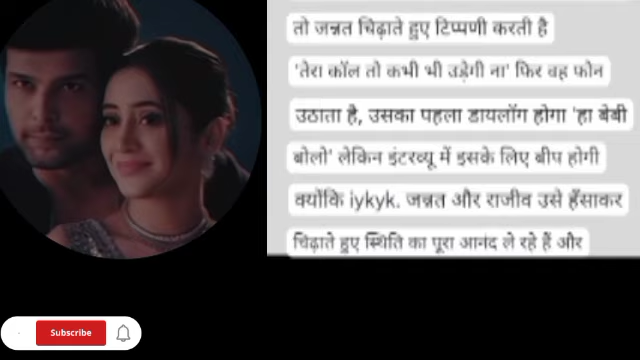 तो जन्नत चिढ़ाते हुए टिप्पणी करती है
'तेरा कॉल तो कभी भी उड़ेगी ना' फिर वह फोन
उठाता है, उसका पहला डायलॉग होगा 'हा बेबी
बोलो' लेकिन इंटरव्यू में इसके लिए बीप होगी
क्योंकि iykyk. जन्नत और राजीव उसे हँसाकर
चिढ़ाते हुए स्थिति का पूरा आनंद ले रहे हैं और
Subscribe